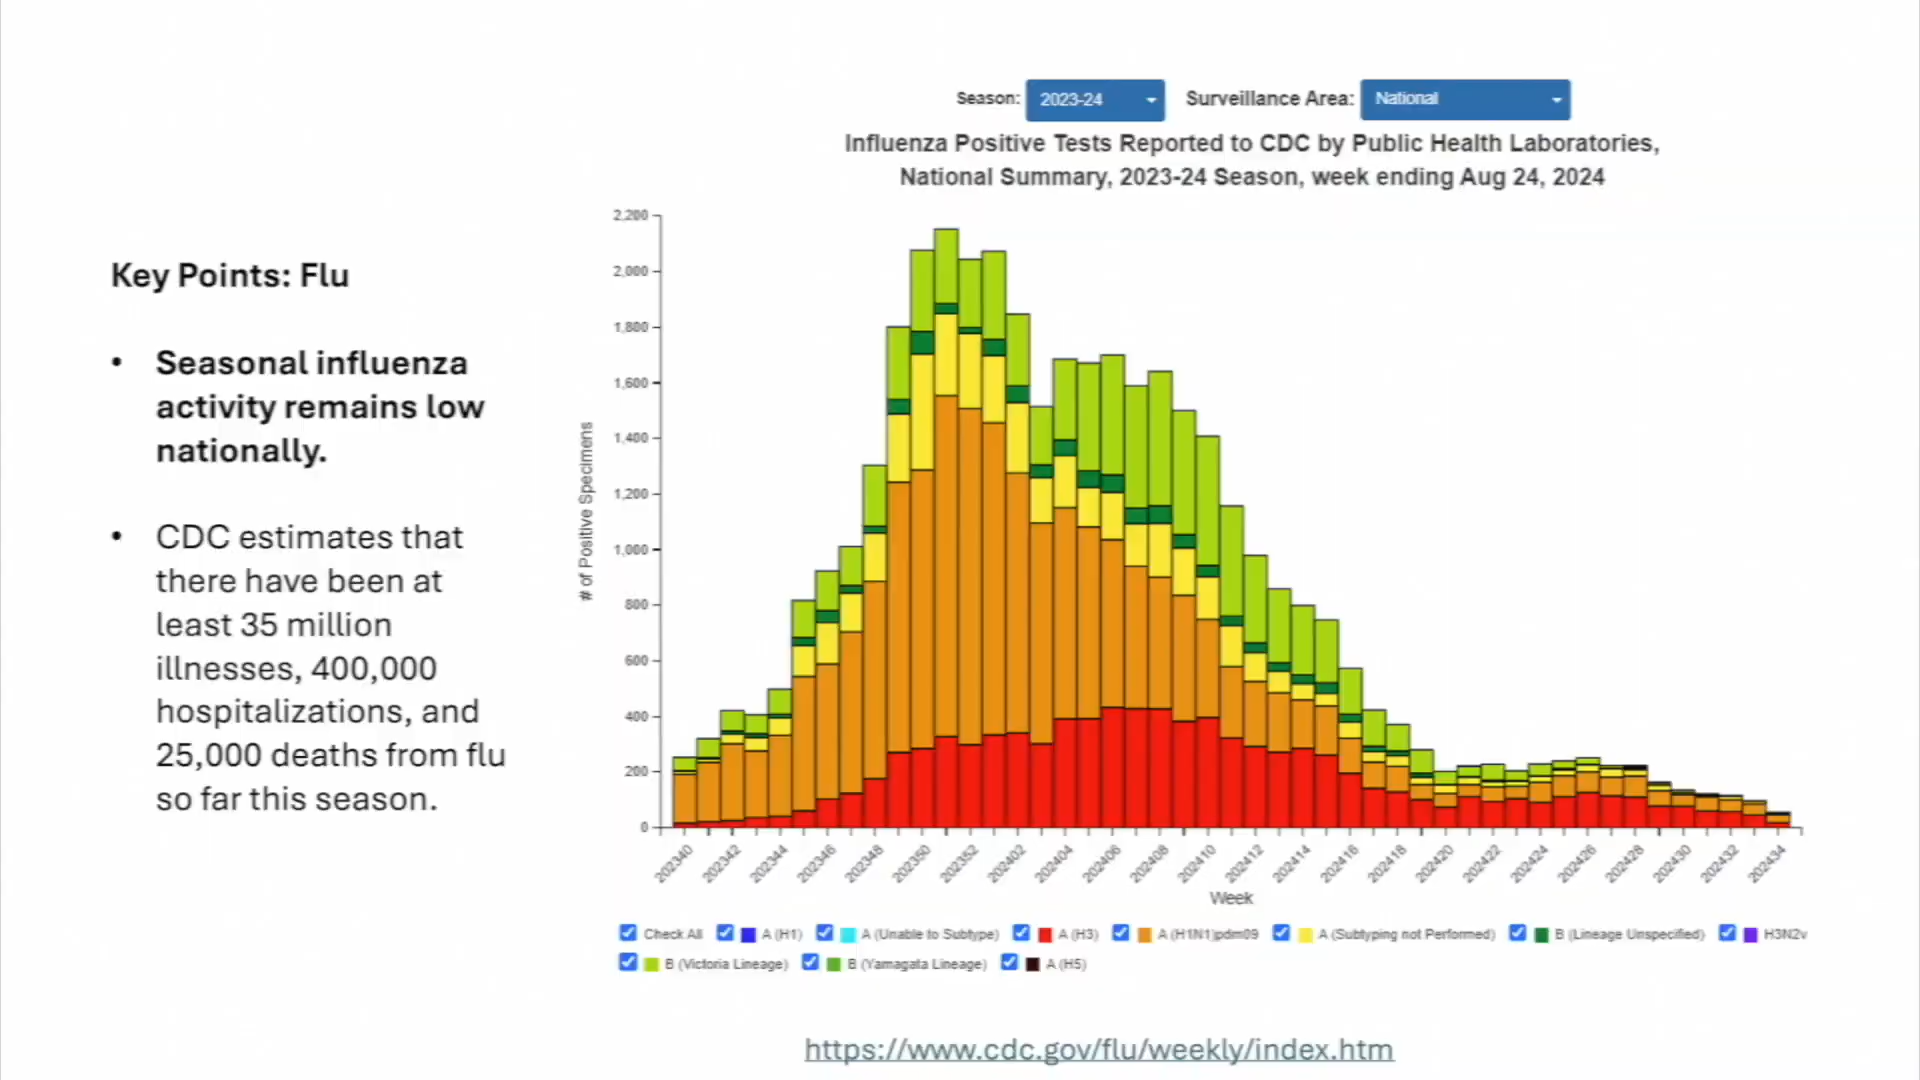 Season: 2023-24 Surveillance Area: National
Influenza Positive Tests Reported to CDC by Public Health Laboratories,
National Summary, 2023-24 Season, week ending Aug 24, 2024
Key Points: Flu
• Seasonal influenza
activity remains low
nationally.
• CDC estimates that
there have been at
least 35 million
illnesses, 400,000
hospitalizations, and
25,000 deaths from flu
so far this season.
# of Positive Specimens
2,200
2,000
1,800
1,600
1,400
1,200
1,000
800
600
400
200
0
202340 202342 202344 202346 202348 202350 202352 202402 202404 202406 202408 202410 202412 202414 202416 202418 202420 202422 202424 202426 202428 202430 202432 202434
Week
Check All A (H1) A (Unable to Subtype) A (H3) A (H1N1)pdm09 A (Subtyping not Performed) B (Lineage Unspecified) H3N2v
B (Victoria Lineage) B (Yamagata Lineage) A (H5)
https://www.cdc.gov/flu/weekly/index.htm